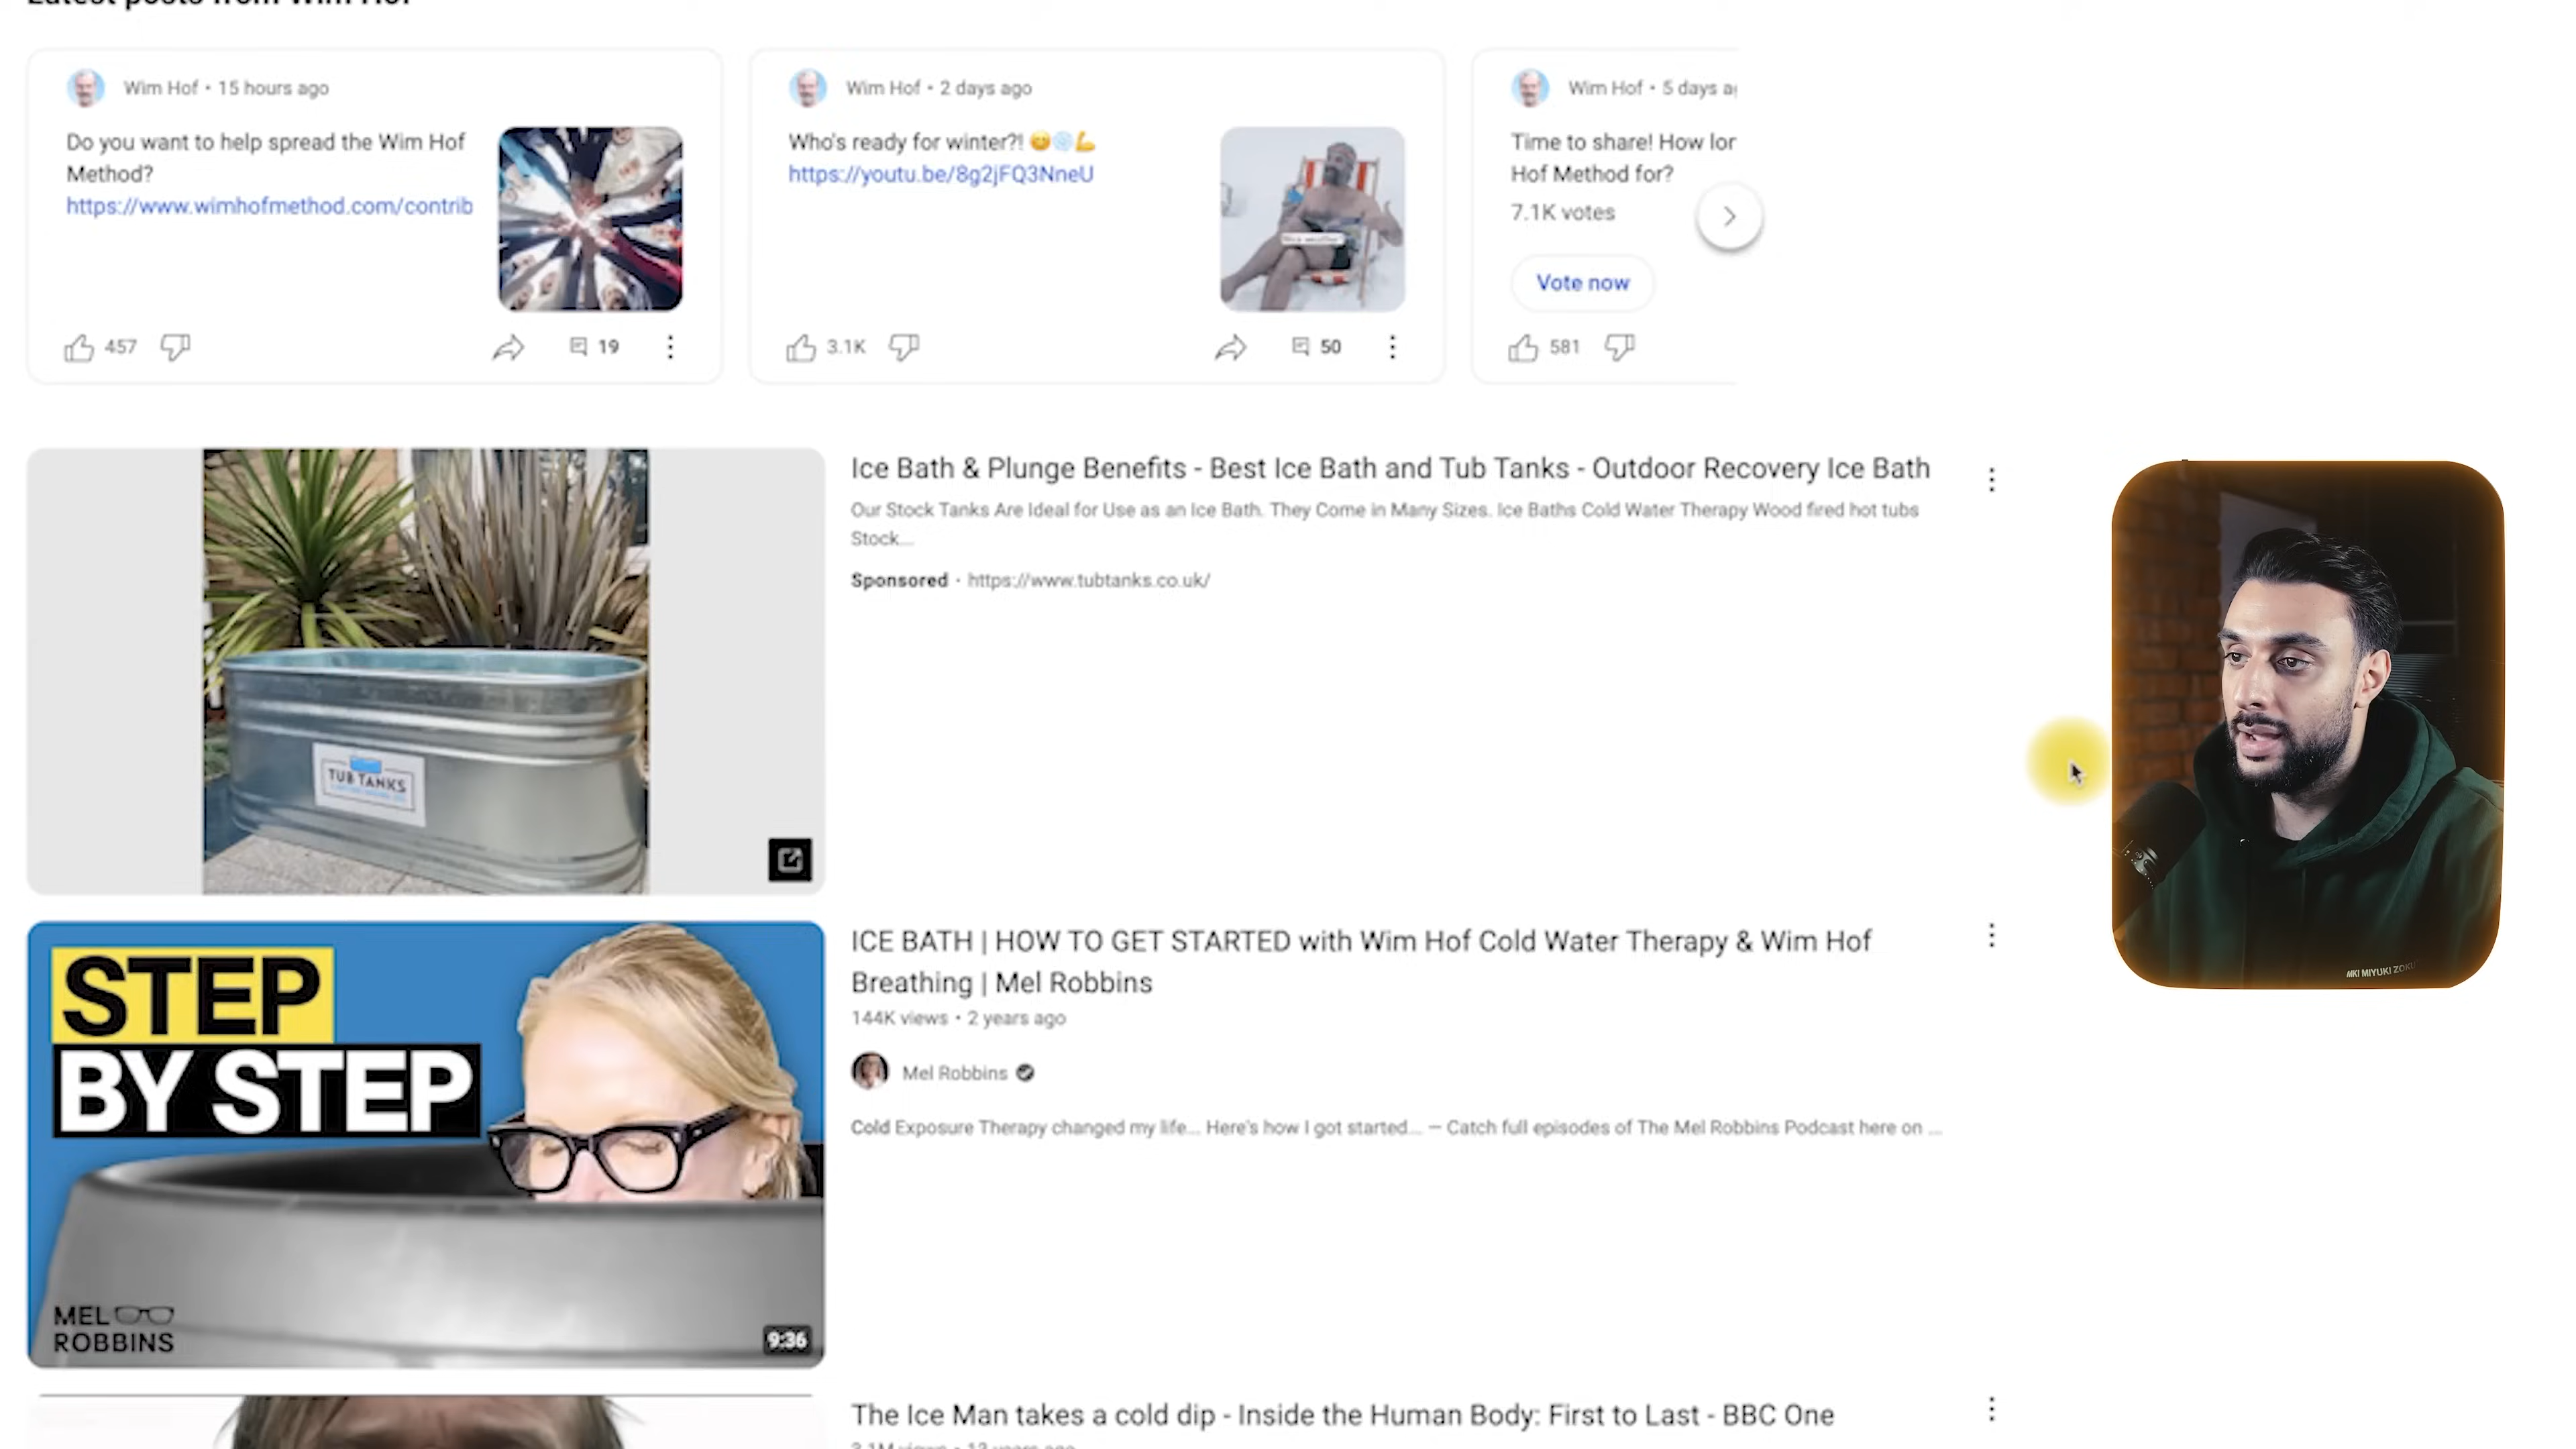 Latest posts from Wim Hof
Wim Hof • 15 hours ago
Do you want to help spread the Wim Hof
Method?
https://www.wimhofmethod.com/contrib
457
19
Wim Hof • 2 days ago
Who's ready for winter?! 😊❄️💪
https://youtu.be/8g2jFQ3NneU
3.1K
50
Wim Hof • 5 days a
Time to share! How lor
Hof Method for?
7.1K votes
Vote now
581
TUB TANKS
Ice Bath & Plunge Benefits - Best Ice Bath and Tub Tanks - Outdoor Recovery Ice Bath
Our Stock Tanks Are Ideal for Use as an Ice Bath. They Come in Many Sizes. Ice Baths Cold Water Therapy Wood fired hot tubs
Stock...
Sponsored · https://www.tubtanks.co.uk/
MIYUKI
STEP
BY STEP
MEL
ROBBINS
9:36
ICE BATH | HOW TO GET STARTED with Wim Hof Cold Water Therapy & Wim Hof
Breathing | Mel Robbins
144K views • 2 years ago
Mel Robbins
Cold Exposure Therapy changed my life... Here's how I got started... — Catch full episodes of The Mel Robbins Podcast here on ...
The Ice Man takes a cold dip - Inside the Human Body: First to Last - BBC One